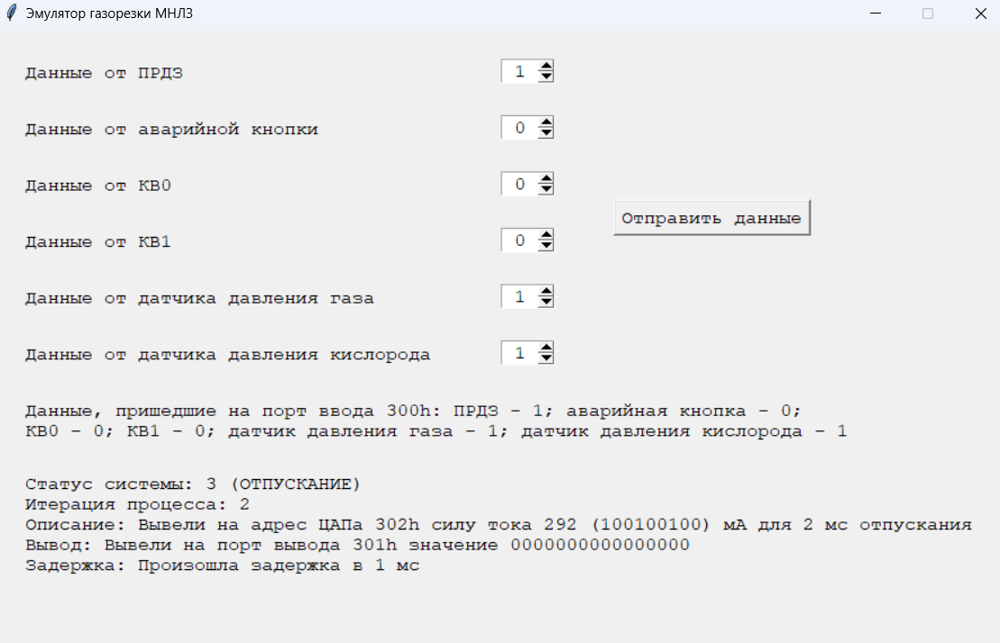 Эмулятор газорезки МНЛЗ
Данные от ПРДЗ 1
Данные от аварийной кнопки 0
Данные от КВ0 0
Отправить данные
Данные от КВ1 0
Данные от датчика давления газа 1
Данные от датчика давления кислорода 1
Данные, пришедшие на порт ввода 300h: ПРДЗ - 1; аварийная кнопка - 0;
КВ0 - 0; КВ1 - 0; датчик давления газа - 1; датчик давления кислорода - 1
Статус системы: 3 (ОТПУСКАНИЕ)
Итерация процесса: 2
Описание: Вывели на адрес ЦАПа 302h силу тока 292 (100100100) мА для 2 мс отпускания
Вывод: Вывели на порт вывода 301h значение 0000000000000000
Задержка: Произошла задержка в 1 мс